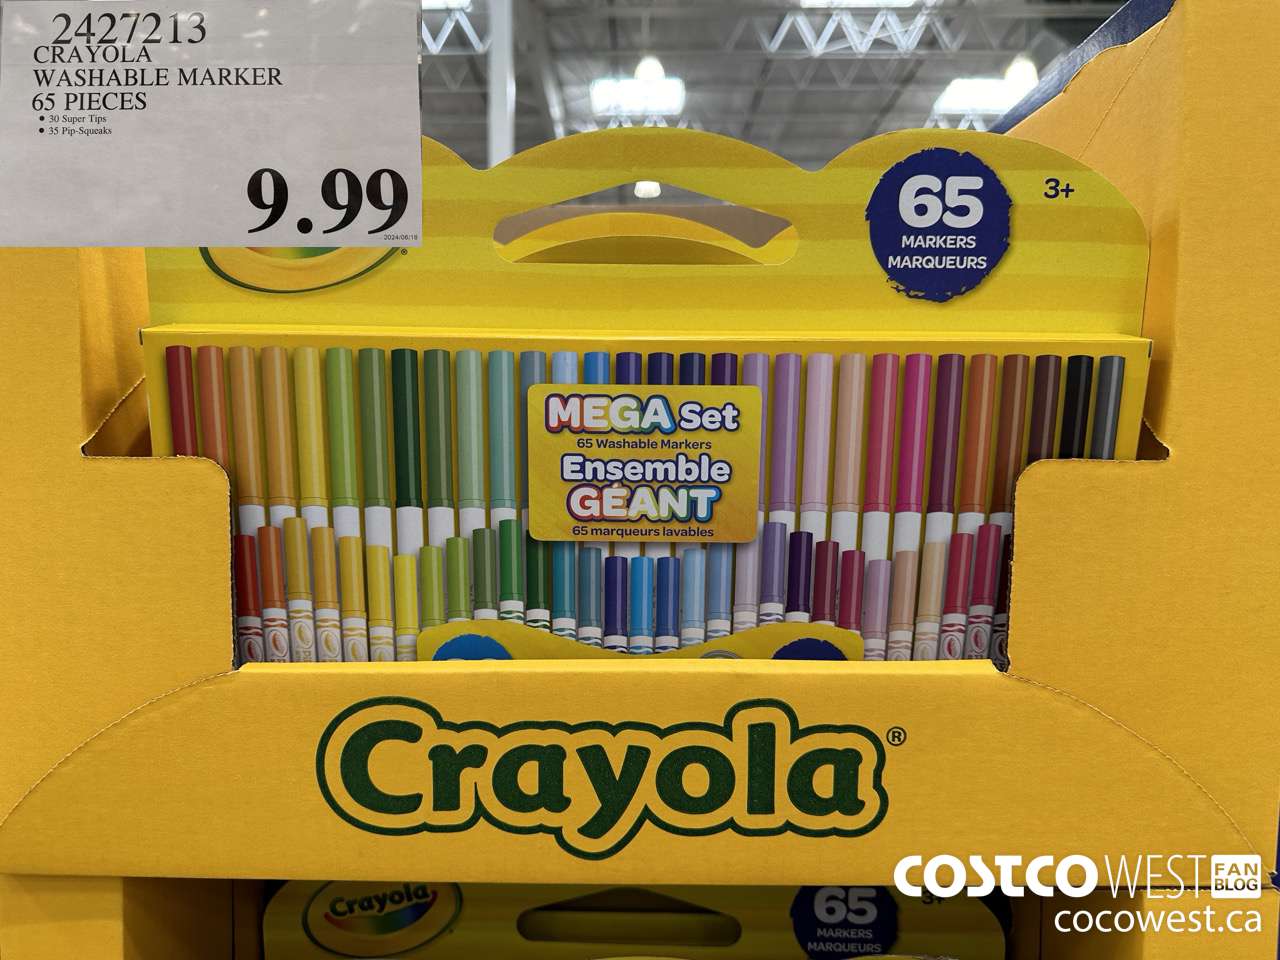 2427213
CRAYOLA
WASHABLE MARKER
65 PIECES
• 30 Super Tips
• 35 Pip-Squeaks
9.99
2024/06/18
®
65
MARKERS
MARQUEURS
3+
MEGA Set
65 Washable Markers
Ensemble
GÉANT
65 marqueurs lavables
Crayola®
Crayola
65
MARKERS
MARQUEURS
3+
COSTCO WEST FAN BLOG
cocowest.ca